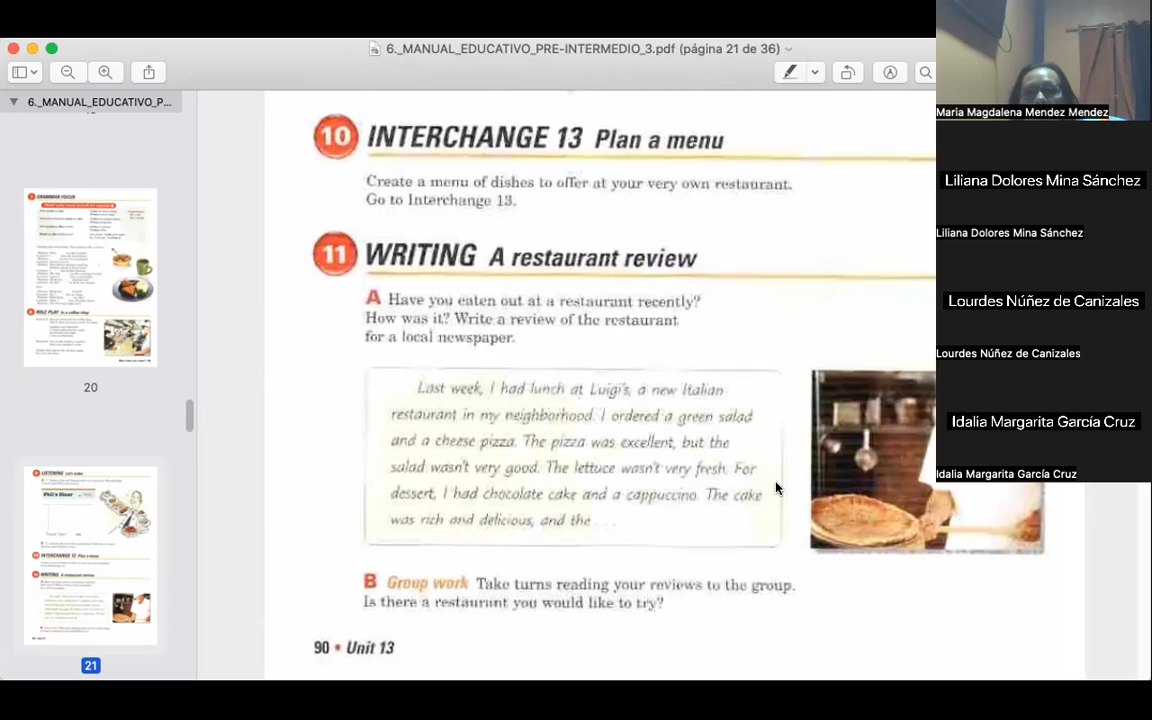 6._MANUAL_EDUCATIVO_PRE-INTERMEDIO_3.pdf (página 21 de 36)
6._MANUAL_EDUCATIVO_P...
20
21
10 INTERCHANGE 13 Plan a menu
Create a menu of dishes to offer at your very own restaurant.
Go to Interchange 13.
11 WRITING A restaurant review
A Have you eaten out at a restaurant recently?
How was it? Write a review of the restaurant
for a local newspaper.
Last week, I had lunch at Luigi's, a new Italian
restaurant in my neighborhood. I ordered a green salad
and a cheese pizza. The pizza was excellent, but the
salad wasn't very good. The lettuce wasn't very fresh. For
dessert, I had chocolate cake and a cappuccino. The cake
was rich and delicious, and the . . .
B Group work Take turns reading your reviews to the group.
Is there a restaurant you would like to try?
90 • Unit 13
Maria Magdalena Mendez Mendez
Liliana Dolores Mina Sánchez
Liliana Dolores Mina Sánchez
Lourdes Núñez de Canizales
Lourdes Núñez de Canizales
Idalia Margarita García Cruz
Idalia Margarita García Cruz